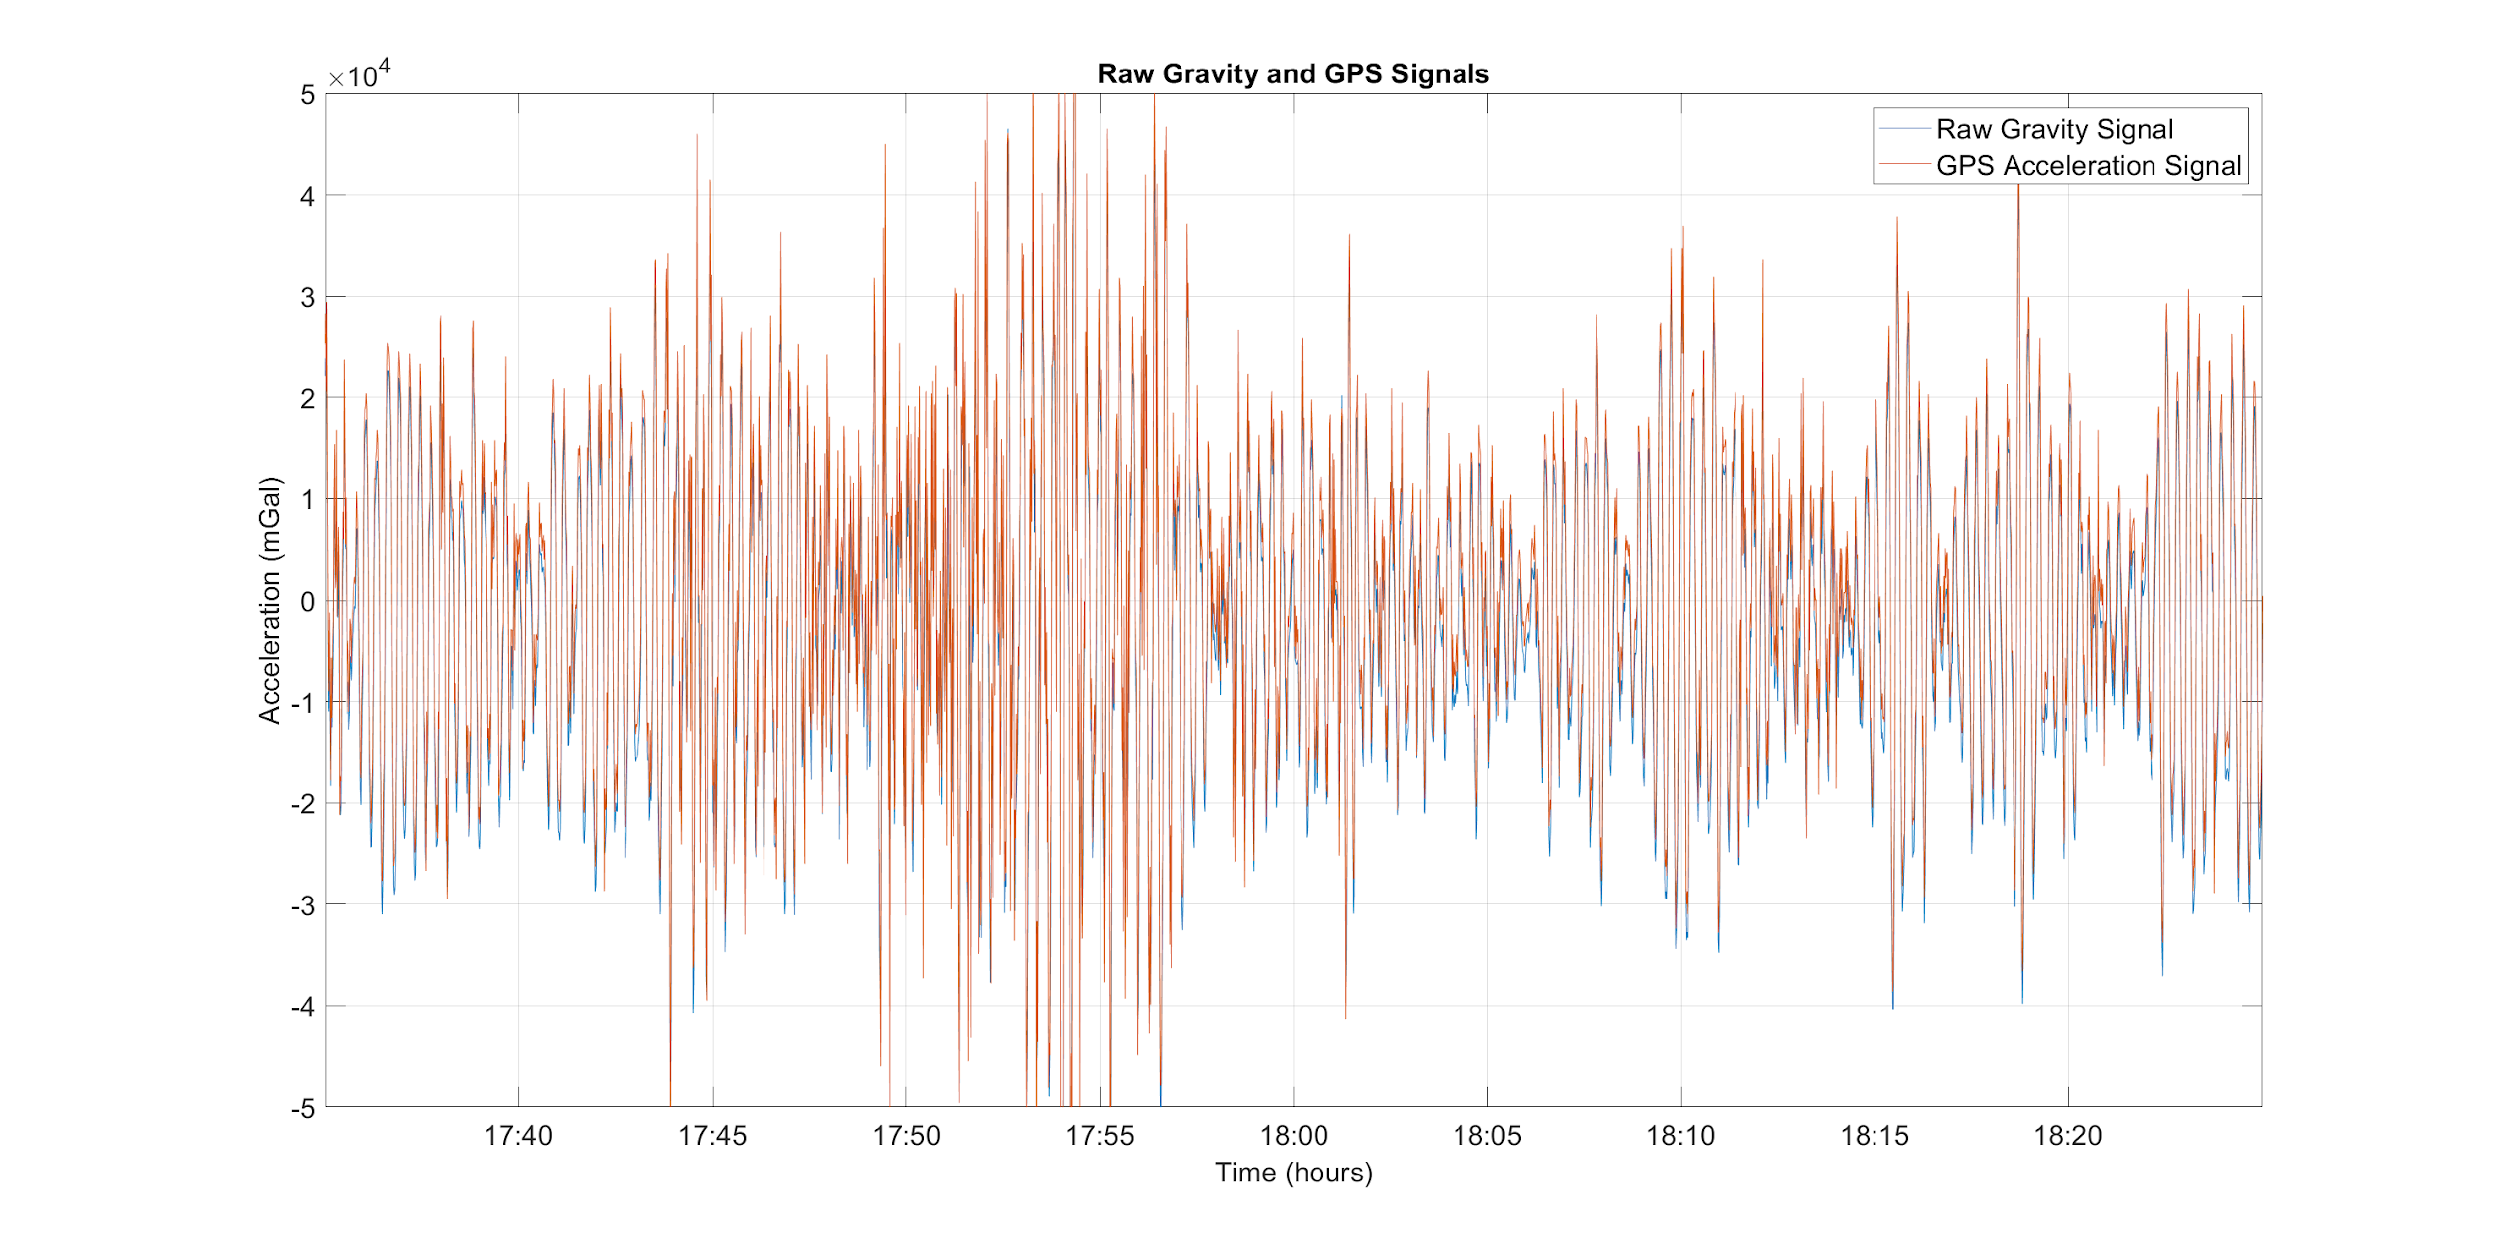 Raw Gravity and GPS Signals
×10⁴
Raw Gravity Signal
GPS Acceleration Signal
5
4
3
2
1
0
-1
-2
-3
-4
-5
Acceleration (mGal)
17:40 17:45 17:50 17:55 18:00 18:05 18:10 18:15 18:20
Time (hours)